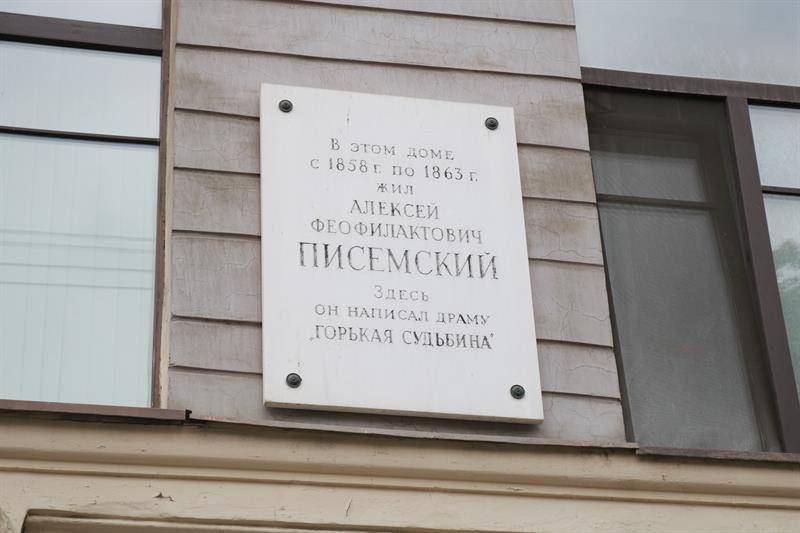 В ЭТОМ ДОМЕ
С 1858 Г. ПО 1863 Г.
ЖИЛ
АЛЕКСЕЙ
ФЕОФИЛАКТОВИЧ
ПИСЕМСКИЙ
ЗДЕСЬ
ОН НАПИСАЛ ДРАМУ
„ГОРЬКАЯ СУДЬБИНА"